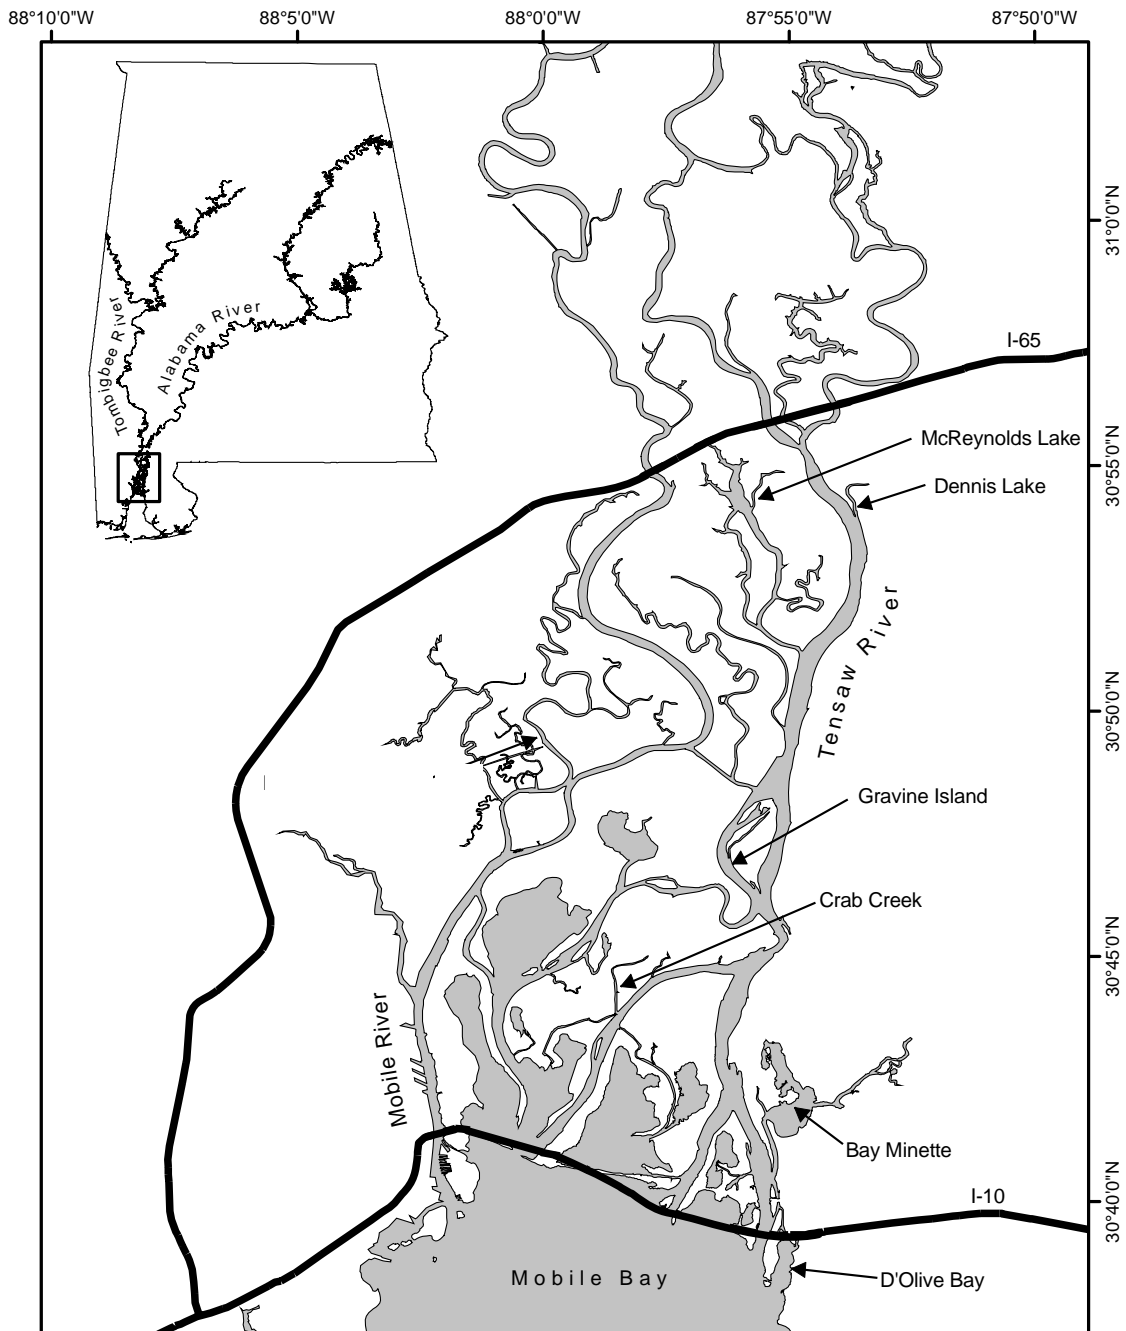 88°10'0"W 88°5'0"W 88°0'0"W 87°55'0"W 87°50'0"W
31°0'0"N
Tombigbee River
Alabama River
I-65
McReynolds Lake
30°55'0"N
Dennis Lake
Tensaw River
30°50'0"N
Gravine Island
Crab Creek
30°45'0"N
Mobile River
Bay Minette
I-10
30°40'0"N
Mobile Bay
D'Olive Bay